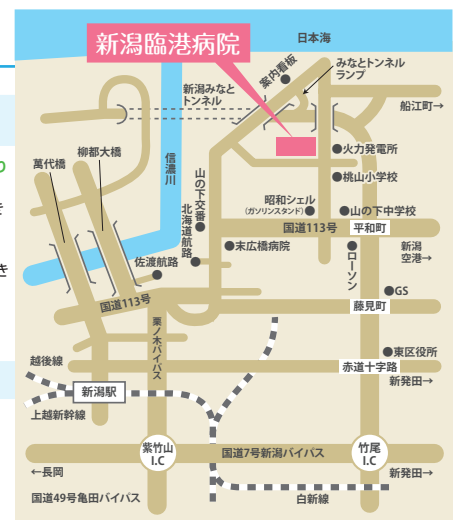 日本海
新潟臨港病院
案内看板
みなとトンネル
ランプ
新潟みなと
トンネル
船江町→
火力発電所
桃山小学校
柳都大橋
萬代橋
信濃川
山の下交番
北海道航路
昭和シェル
(ガソリンスタンド)
山の下中学校
国道113号
平和町
末広橋病院
新潟
空港→
ローソン
佐渡航路
GS
国道113号
藤見町
栗ノ木バイパス
東区役所
越後線
赤道十字路
新発田→
新潟駅
上越新幹線
紫竹山
I.C
国道7号新潟バイパス
竹尾
I.C
←長岡
新発田→
国道49号亀田バイパス
白新線
き